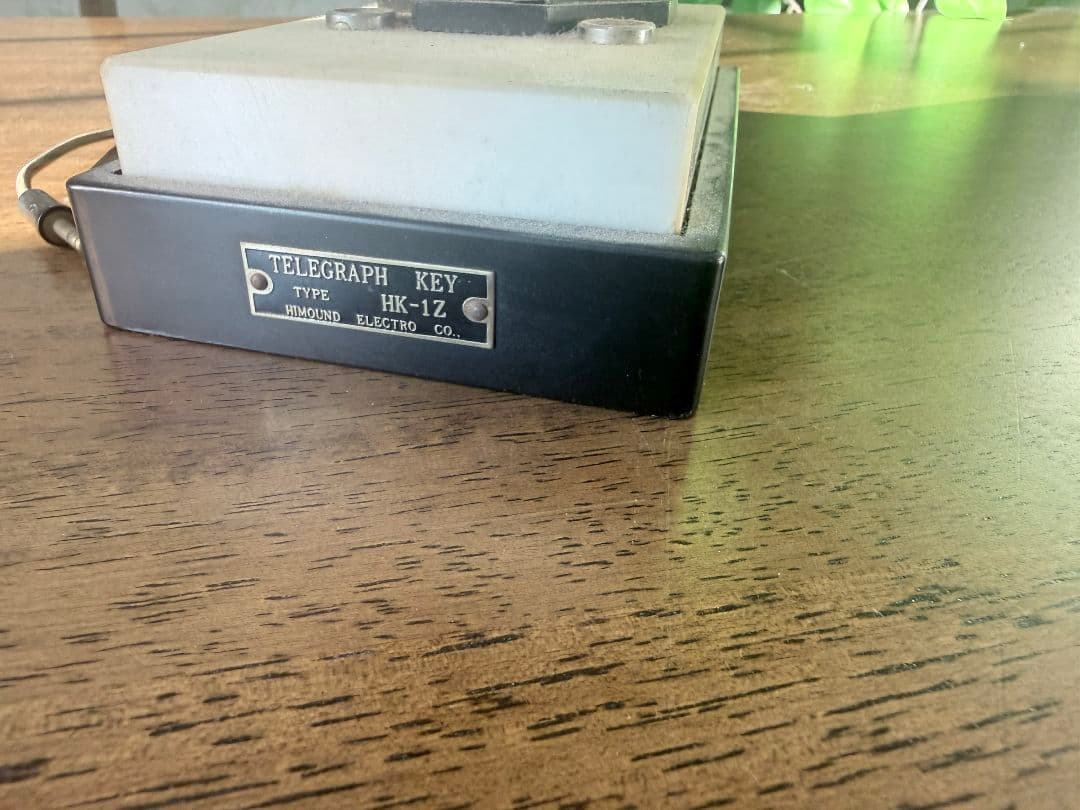 TELEGRAPH KEY
TYPE HK-1Z
HIMOUND ELECTRO CO.,